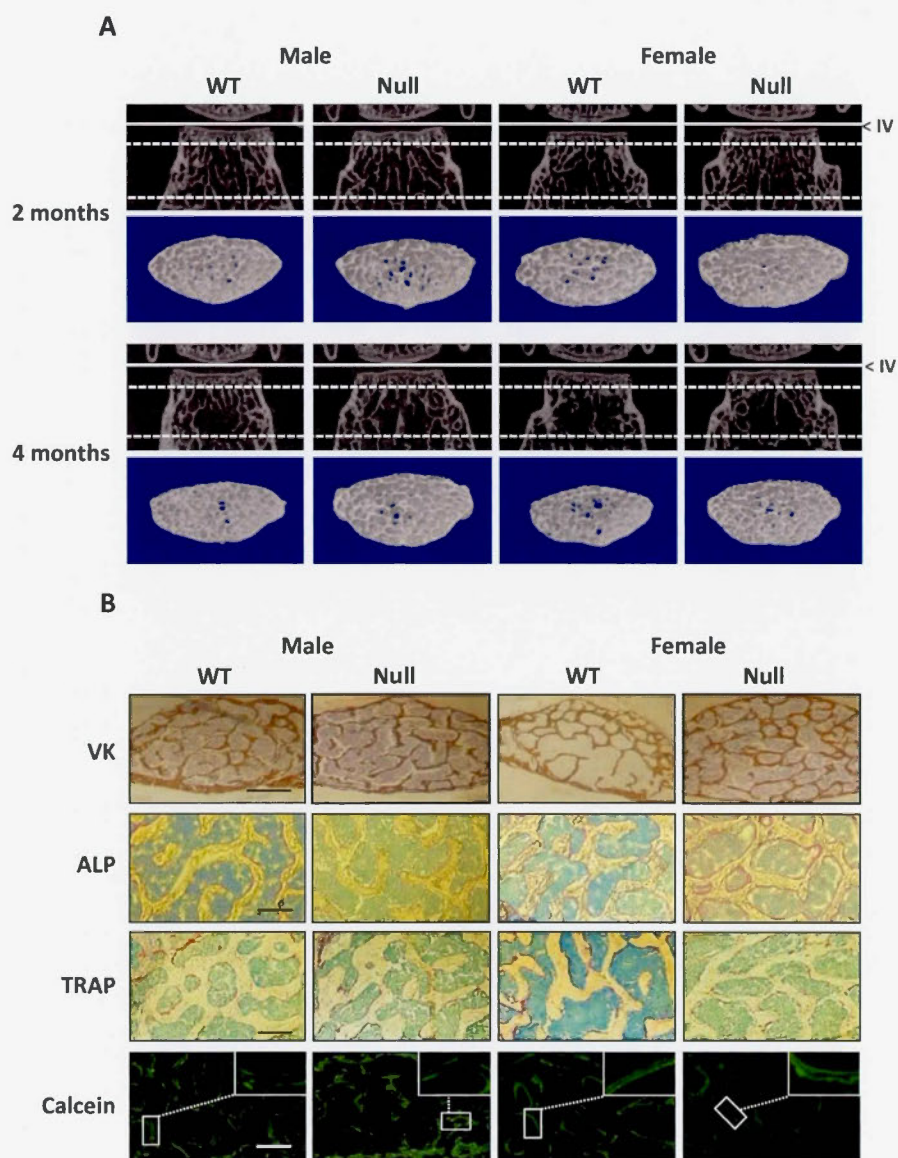 A
Male Female
WT Null WT Null
< IV
2 months
< IV
4 months
B
Male Female
WT Null WT Null
VK
ALP
TRAP
Calcein